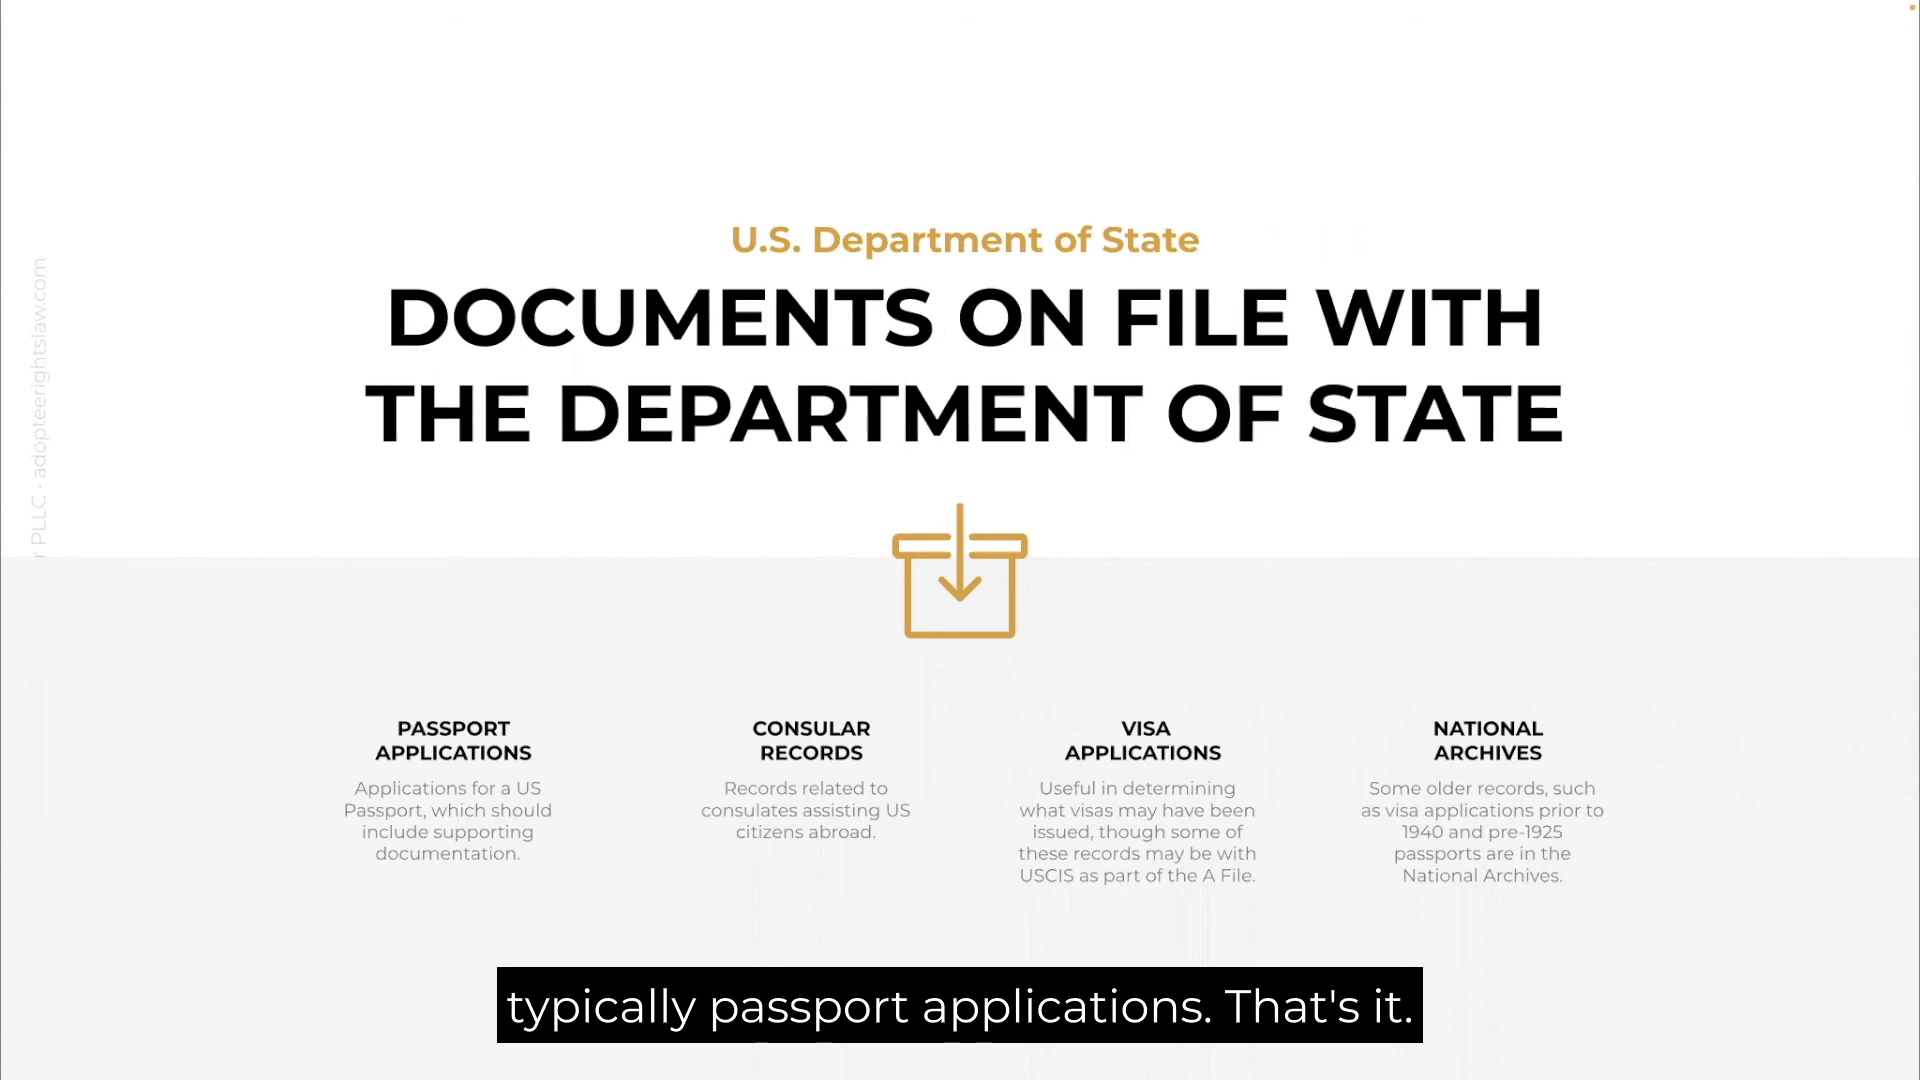 U.S. Department of State
DOCUMENTS ON FILE WITH
THE DEPARTMENT OF STATE
PASSPORT
APPLICATIONS
Applications for a US
Passport, which should
include supporting
documentation.
CONSULAR
RECORDS
Records related to
consulates assisting US
citizens abroad.
VISA
APPLICATIONS
Useful in determining
what visas may have been
issued, though some of
these records may be with
USCIS as part of the A File.
NATIONAL
ARCHIVES
Some older records, such
as visa applications prior to
1940 and pre-1925
passports are in the
National Archives.
typically passport applications. That's it.
PLLC · adopteerightslaw.com